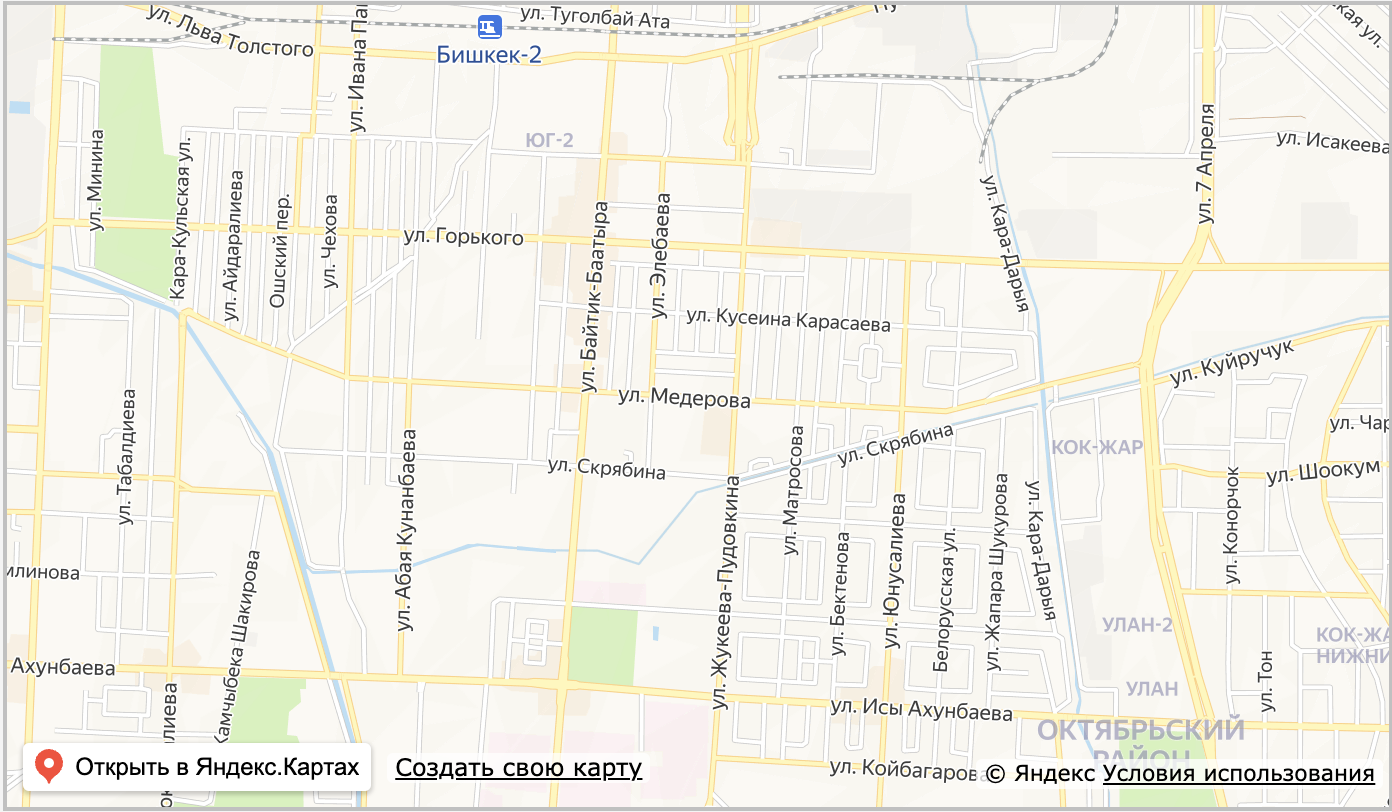 ул. Туголбай Ата
ул. Льва Толстого
Бишкек-2
ул. Ивана
ул. Исакеева
ЮГ-2
ул. Минина
Кара-Кульская ул.
ул. Айдаралиева
Ошский пер.
ул. Чехова
ул. Горького
ул. Байтик-Баатыра
ул. Элебаева
ул. Кара-Дарыя
ул. 7 Апреля
ул. Кусеина Карасаева
ул. Куйручук
ул. Медерова
ул. Табалдиева
ул. Абая Кунанбаева
ул. Скрябина
ул. Скрябина
КОК-ЖАР
ул. Чар
ул. Шоокум
ул. Матросова
ул. Конорчок
ул. Юнусалиева
ул. Жапара Шукурова
ул. Кара-Дарыя
ул. Жукеева-Пудовкина
ул. Бектенова
Белорусская ул.
млинова
Камчыбека Шакирова
УЛАН-2
КОК-ЖА
НИЖНИ
Ахунбаева
УЛАН
ул. Тон
ул. Исы Ахунбаева
ОКТЯБРЬСКИЙ
РАЙОН
ул. Койбагарова
Открыть в Яндекс.Картах
Создать свою карту
© Яндекс Условия использования